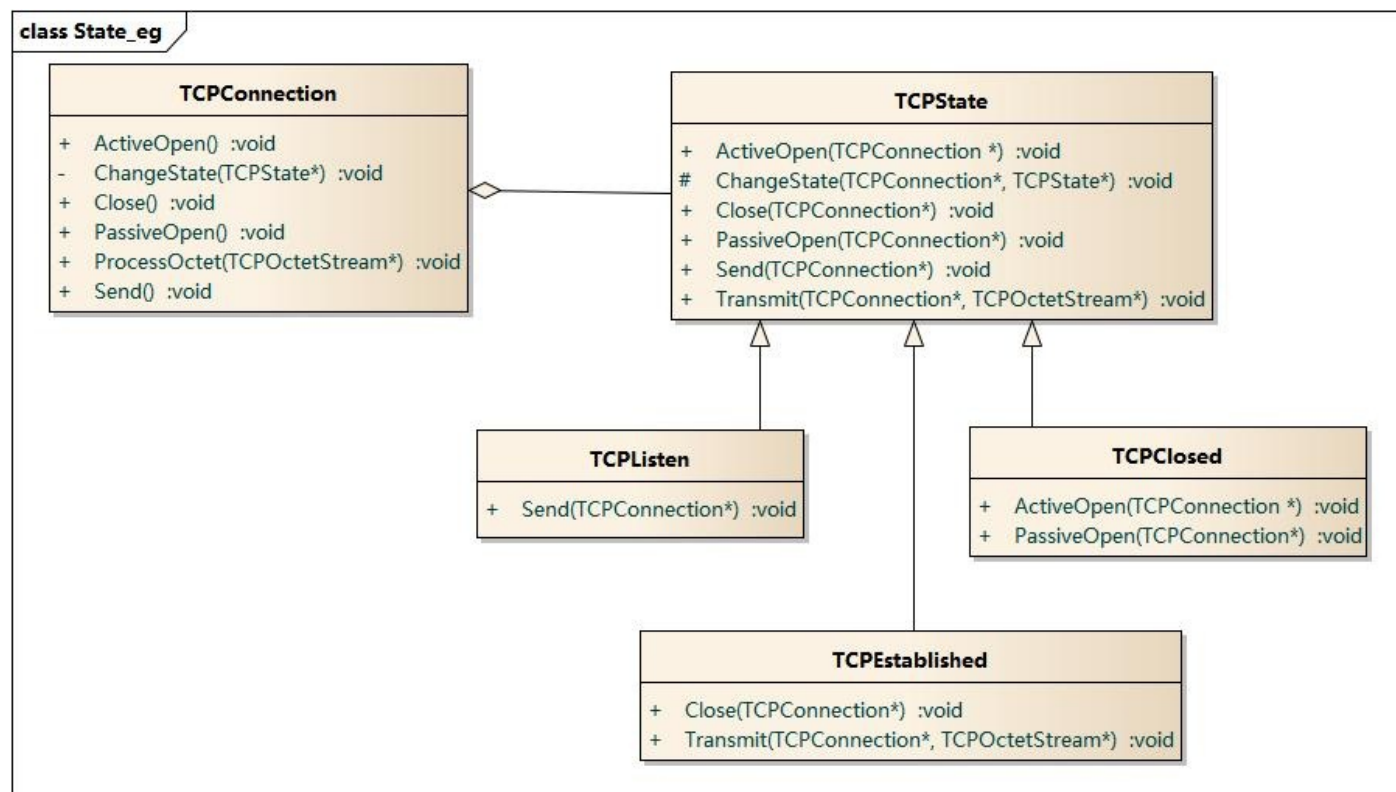 class State_eg
TCPConnection
+ ActiveOpen() :void
- ChangeState(TCPState*) :void
+ Close() :void
+ PassiveOpen() :void
+ ProcessOctet(TCPOctetStream*) :void
+ Send() :void
TCPState
+ ActiveOpen(TCPConnection *) :void
# ChangeState(TCPConnection*, TCPState*) :void
+ Close(TCPConnection*) :void
+ PassiveOpen(TCPConnection*) :void
+ Send(TCPConnection*) :void
+ Transmit(TCPConnection*, TCPOctetStream*) :void
TCPListen
+ Send(TCPConnection*) :void
TCPClosed
+ ActiveOpen(TCPConnection *) :void
+ PassiveOpen(TCPConnection*) :void
TCPEstablished
+ Close(TCPConnection*) :void
+ Transmit(TCPConnection*, TCPOctetStream*) :void